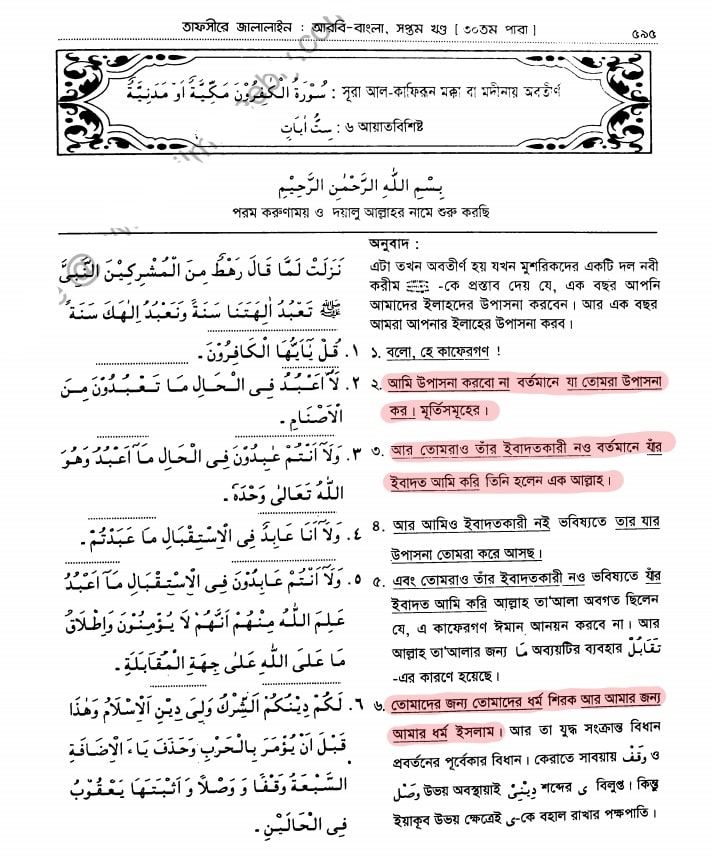 তাফসীরে জালালাইন : আরবি-বাংলা, সপ্তম খণ্ড [ ৩০তম পারা ]
৫৯৫
سُوْرَةُ الْكٰفِرُوْنَ مَكِّيَّةٌ اَوْ مَدَنِيَّةٌ : সূরা আল-কাফিরূন মক্কা বা মদীনায় অবতীর্ণ
سِتُّ اٰيَاتٍ : ৬ আয়াতবিশিষ্ট
بِسْمِ اللّٰهِ الرَّحْمٰنِ الرَّحِيْمِ
পরম করুণাময় ও দয়ালু আল্লাহর নামে শুরু করছি
نَزَلَتْ لَمَّا قَالَ رَهْطٌ مِنَ الْمُشْرِكِيْنَ النَّبِىَّ
ﷺ تَعْبُدُ اٰلِهَتَنَا سَنَةً وَنَعْبُدُ اِلٰهَكَ سَنَةً
١. قُلْ يٰاَيُّهَا الْكَافِرُوْنَ.
٢. لَآ اَعْبُدُ فِى الْحَالِ مَا تَعْبُدُوْنَ مِنَ
الْاَصْنَامِ.
٣. وَلَآ اَنْتُمْ عٰبِدُوْنَ فِى الْحَالِ مَآ اَعْبُدُ وَهُوَ
اللّٰهُ تَعَالٰى وَحْدَهٗ.
٤. وَلَآ اَنَا عَابِدٌ فِى الْاِسْتِقْبَالِ مَا عَبَدْتُّمْ.
٥. وَلَآ اَنْتُمْ عَابِدُوْنَ فِى الْاِسْتِقْبَالِ مَآ اَعْبُدُ
عَلِمَ اللّٰهُ مِنْهُمْ اَنَّهُمْ لَا يُؤْمِنُوْنَ وَاِطْلَاقُ
مَا عَلَى اللّٰهِ عَلٰى جِهَةِ الْمُقَابَلَةِ.
٦. لَكُمْ دِيْنُكُمْ الشِّرْكُ وَلِىَ دِيْنِ الْاِسْلَامُ وَهٰذَا
قَبْلَ اَنْ يُؤْمَرَ بِالْحَرْبِ وَحَذَفَ يَاءَ الْاِضَافَةِ
السَّبْعَةُ وَقْفًا وَ وَصْلًا وَ اَثْبَتَهَا يَعْقُوْبُ
فِى الْحَالَيْنِ.
অনুবাদ :
এটা তখন অবতীর্ণ হয় যখন মুশরিকদের একটি দল নবী
করীম ﷺ -কে প্রস্তাব দেয় যে, এক বছর আপনি
আমাদের ইলাহদের উপাসনা করবেন। আর এক বছর
আমরা আপনার ইলাহের উপাসনা করব।
১. বলো, হে কাফেরগণ !
২. আমি উপাসনা করবো না বর্তমানে যা তোমরা উপাসনা
কর। মূর্তিসমূহের।
৩. আর তোমরাও তাঁর ইবাদতকারী নও বর্তমানে যাঁর
ইবাদত আমি করি তিনি হলেন এক আল্লাহ।
৪. আর আমিও ইবাদতকারী নই ভবিষ্যতে তার যার
উপাসনা তোমরা করে আসছ।
৫. এবং তোমরাও তাঁর ইবাদতকারী নও ভবিষ্যতে যাঁর
ইবাদত আমি করি আল্লাহ তা'আলা অবগত ছিলেন
যে, এ কাফেরগণ ঈমান আনয়ন করবে না। আর
আল্লাহ তা'আলার জন্য مَا অব্যয়টির ব্যবহার تَقَابُلْ
-এর কারণে হয়েছে।
৬. তোমাদের জন্য তোমাদের ধর্ম শিরক আর আমার জন্য
আমার ধর্ম ইসলাম। আর তা যুদ্ধ সংক্রান্ত বিধান
প্রবর্তনের পূর্বেকার বিধান। কেরাতে সাবয়ায় وَقْفْ ও
وَصْلْ উভয় অবস্থায়াই دِيْنِىْ শব্দের ى বিলুপ্ত। কিন্তু
ইয়াকূব উভয় ক্ষেত্রেই ى-কে বহাল রাখার পক্ষপাতি।